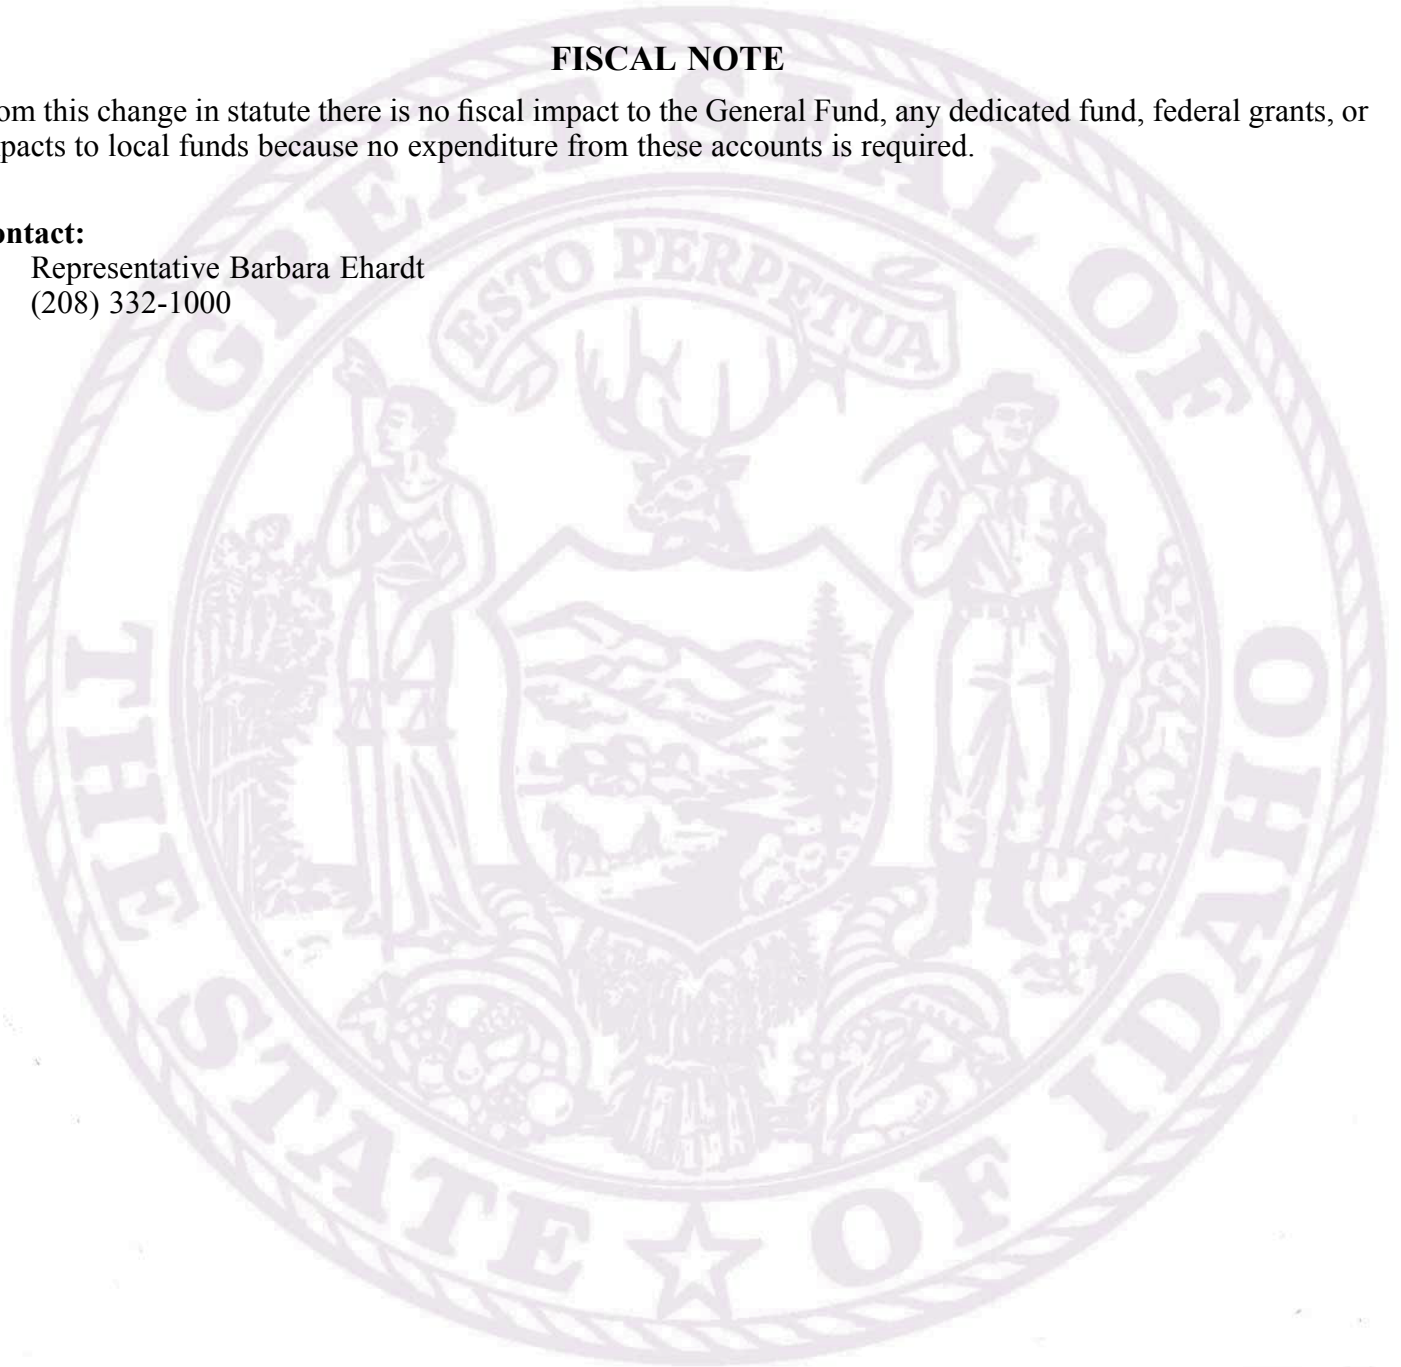 FISCAL NOTE
om this change in statute there is no fiscal impact to the General Fund, any dedicated fund, federal grants, or
pacts to local funds because no expenditure from these accounts is required.
ontact:
Representative Barbara Ehardt
(208) 332-1000
THE GREAT SEAL OF
ESTO PERPETUA
STATE OF IDAHO